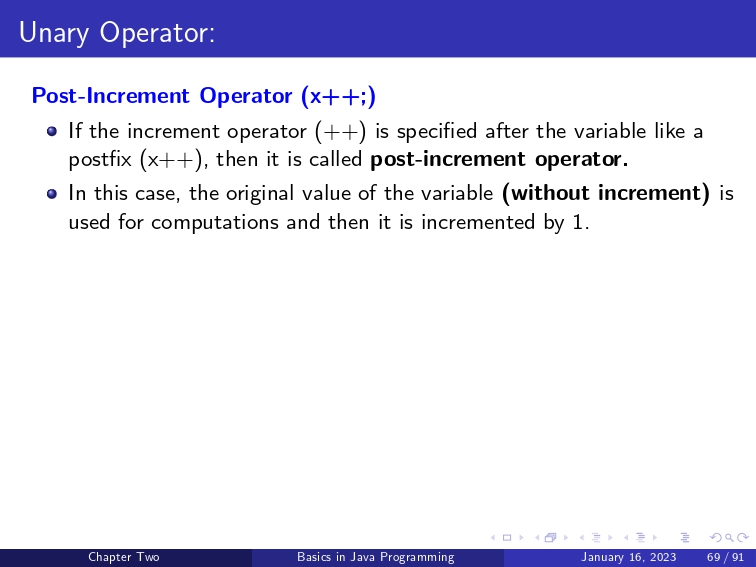 Unary Operator:
Post-Increment Operator (x++;)
If the increment operator (++) is specified after the variable like a
postfix (x++), then it is called post-increment operator.
In this case, the original value of the variable (without increment) is
used for computations and then it is incremented by 1.
Chapter Two
Basics in Java Programming
January 16, 2023
69 / 91